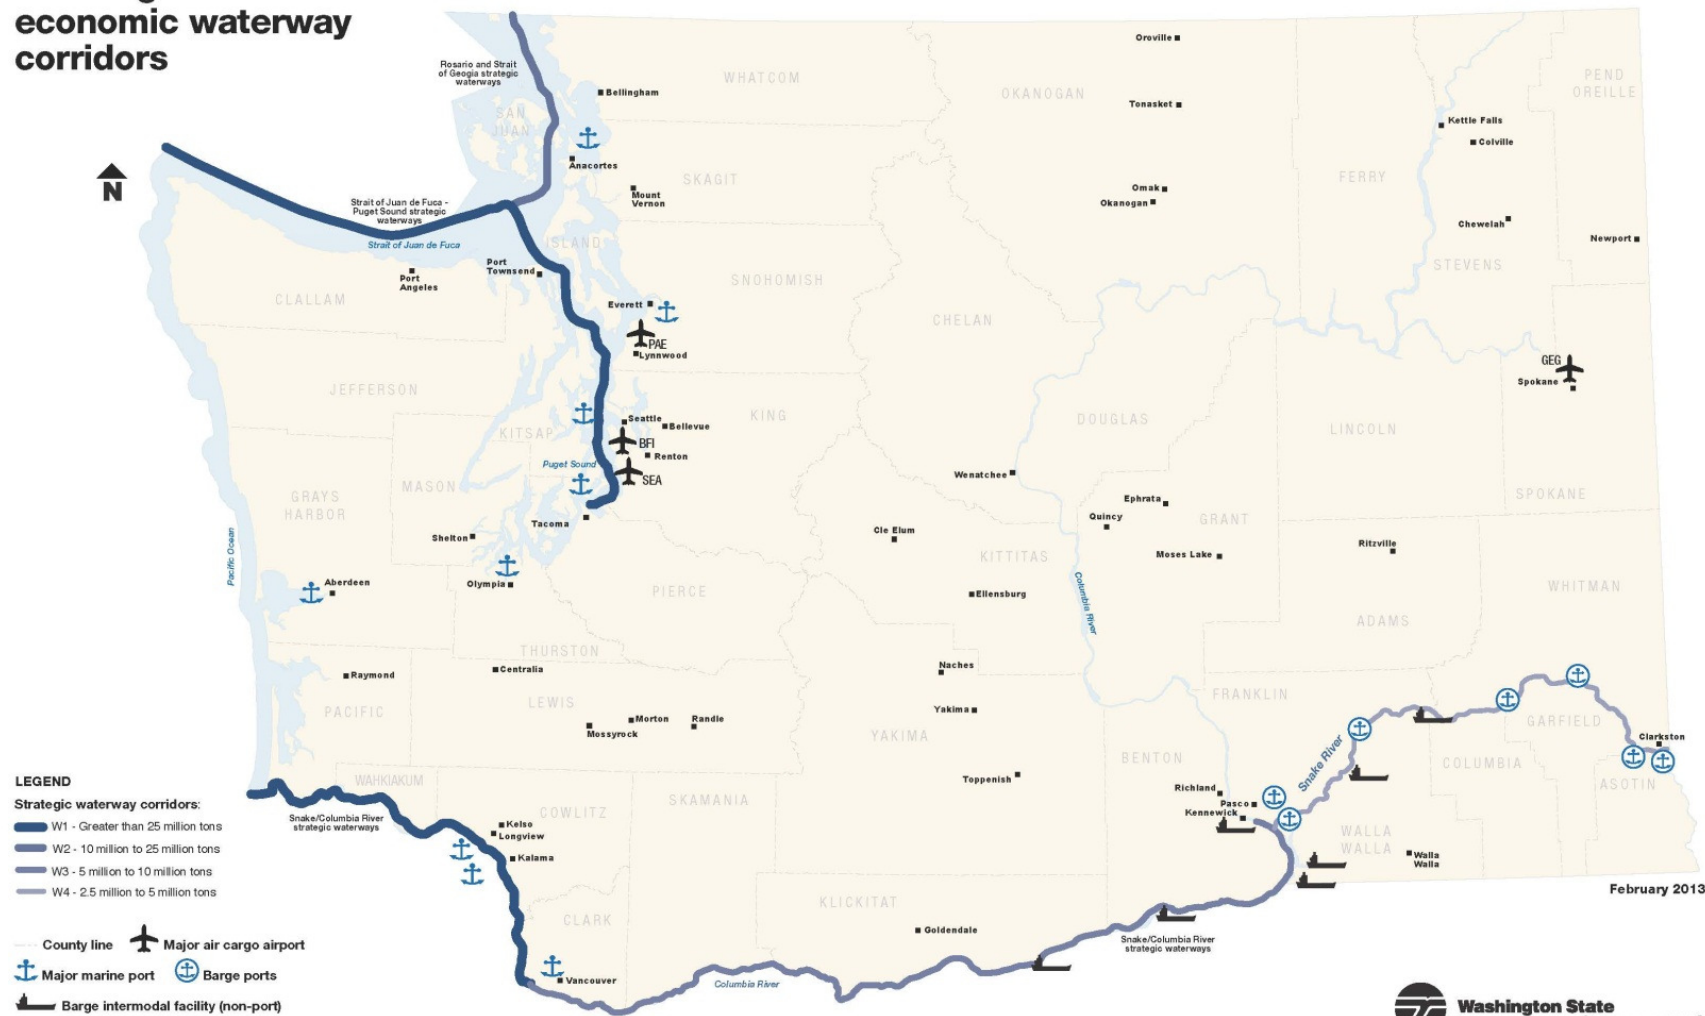 economic waterway
corridors
Rosario and Strait
of Geogia strategic
waterways
WHATCOM
Bellingham
SAN
JUAN
Anacortes
SKAGIT
Mount
Vernon
N
Strait of Juan de Fuca -
Puget Sound strategic
waterways
Strait of Juan de Fuca
ISLAND
Port
Townsend
Port
Angeles
CLALLAM
SNOHOMISH
Everett
PAE
Lynnwood
JEFFERSON
KITSAP
KING
Seattle
Bellevue
BFI
Renton
Puget Sound
SEA
MASON
GRAYS
HARBOR
Tacoma
Shelton
Pacific Ocean
Aberdeen
Olympia
PIERCE
THURSTON
Centralia
Raymond
PACIFIC
LEWIS
Morton
Randle
Mossyrock
WAHKIAKUM
COWLITZ
SKAMANIA
Snake/Columbia River
strategic waterways
Kelso
Longview
Kalama
CLARK
Vancouver
Columbia River
Oroville
OKANOGAN
Tonasket
PEND
OREILLE
Kettle Falls
Colville
FERRY
Omak
Okanogan
Chewelah
Newport
STEVENS
CHELAN
GEG
Spokane
DOUGLAS
LINCOLN
Wenatchee
SPOKANE
Ephrata
Quincy
GRANT
Cle Elum
KITTITAS
Moses Lake
Ritzville
Columbia River
WHITMAN
Ellensburg
ADAMS
Naches
FRANKLIN
Yakima
YAKIMA
GARFIELD
Clarkston
BENTON
Snake River
COLUMBIA
ASOTIN
Toppenish
Richland
Pasco
Kennewick
WALLA
WALLA
Walla
Walla
KLICKITAT
Goldendale
Snake/Columbia River
strategic waterways
February 2013
LEGEND
Strategic waterway corridors:
W1 - Greater than 25 million tons
W2 - 10 million to 25 million tons
W3 - 5 million to 10 million tons
W4 - 2.5 million to 5 million tons
County line
Major air cargo airport
Major marine port
Barge ports
Barge intermodal facility (non-port)
Washington State